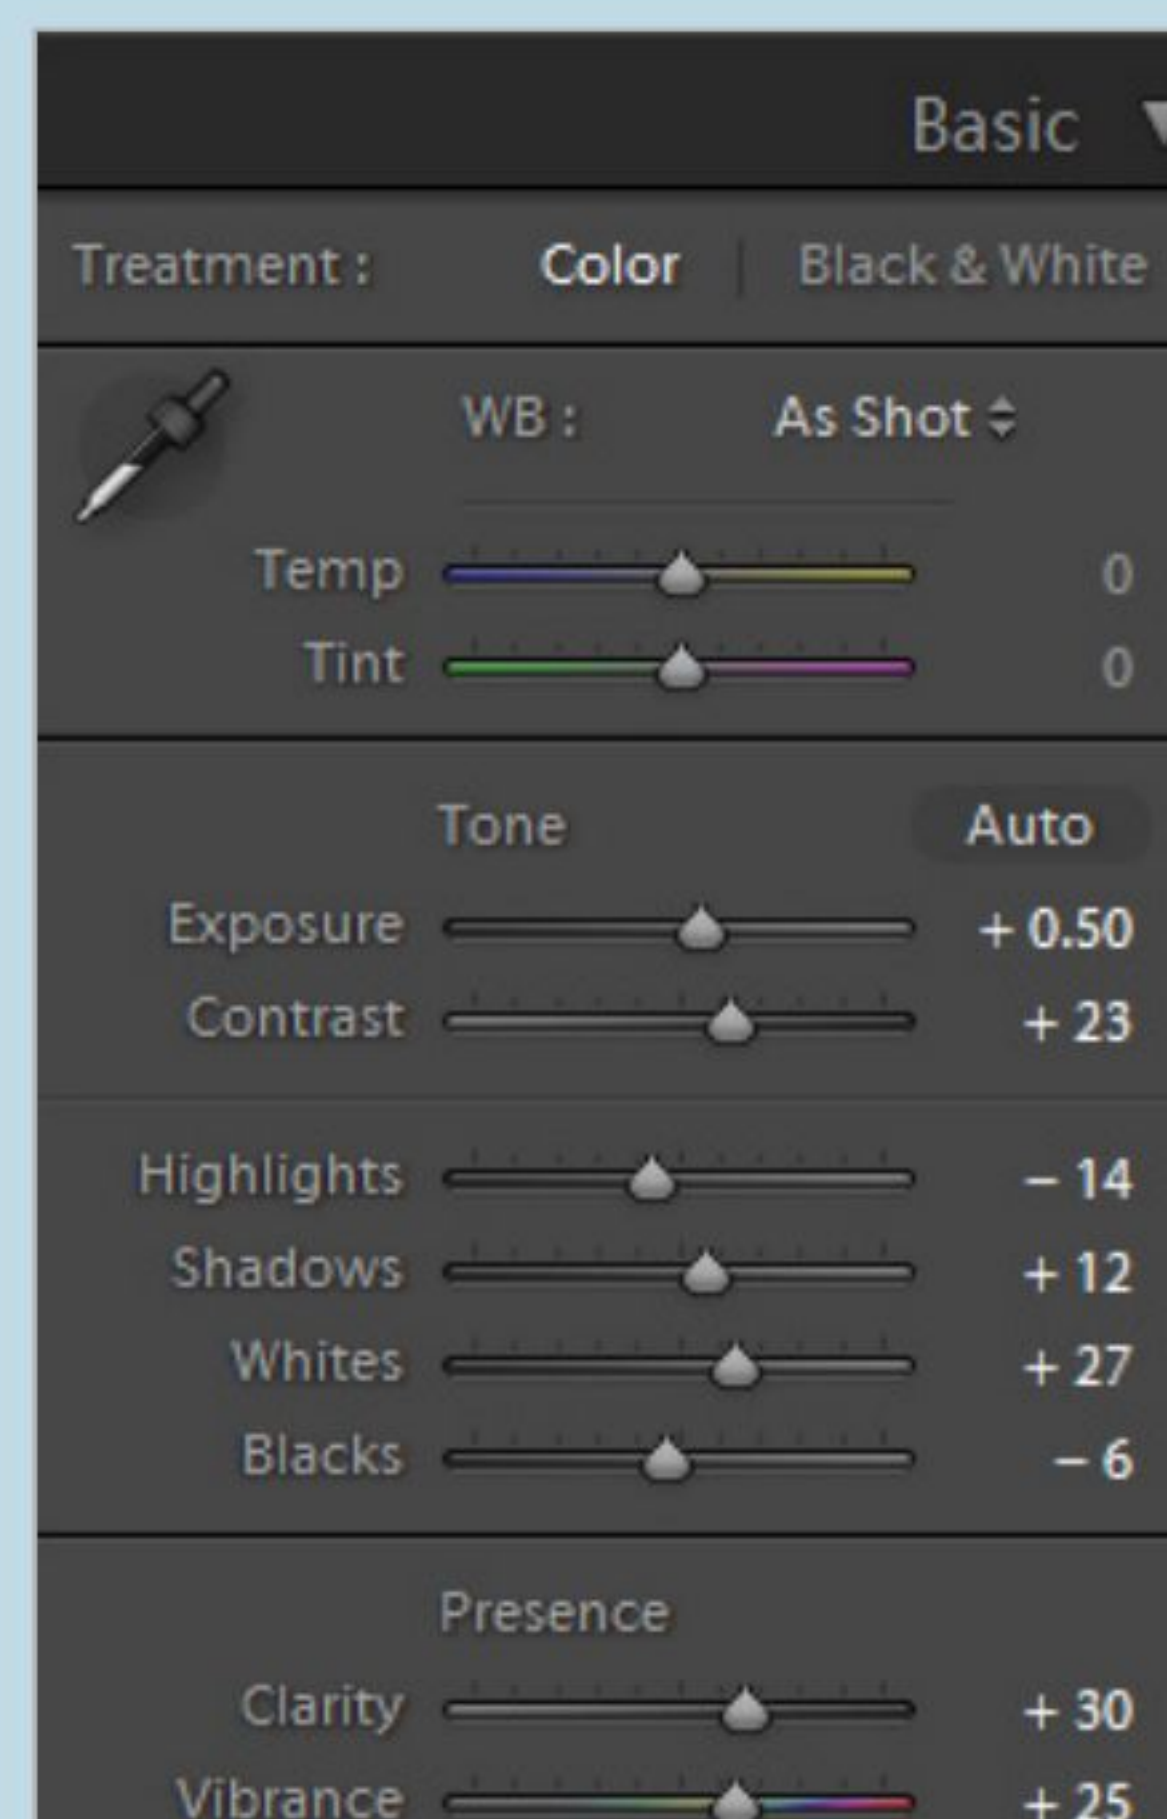 Basic
Treatment : Color | Black & White
WB : As Shot
Temp 0
Tint 0
Tone Auto
Exposure + 0.50
Contrast + 23
Highlights – 14
Shadows + 12
Whites + 27
Blacks – 6
Presence
Clarity + 30
Vibrance + 25